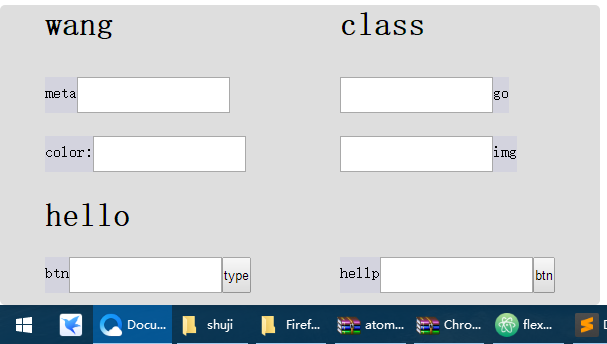 wang class
meta go
color: img
hello
btn type hellp btn
Docu... shuji Firef... atom... Chro... flex...